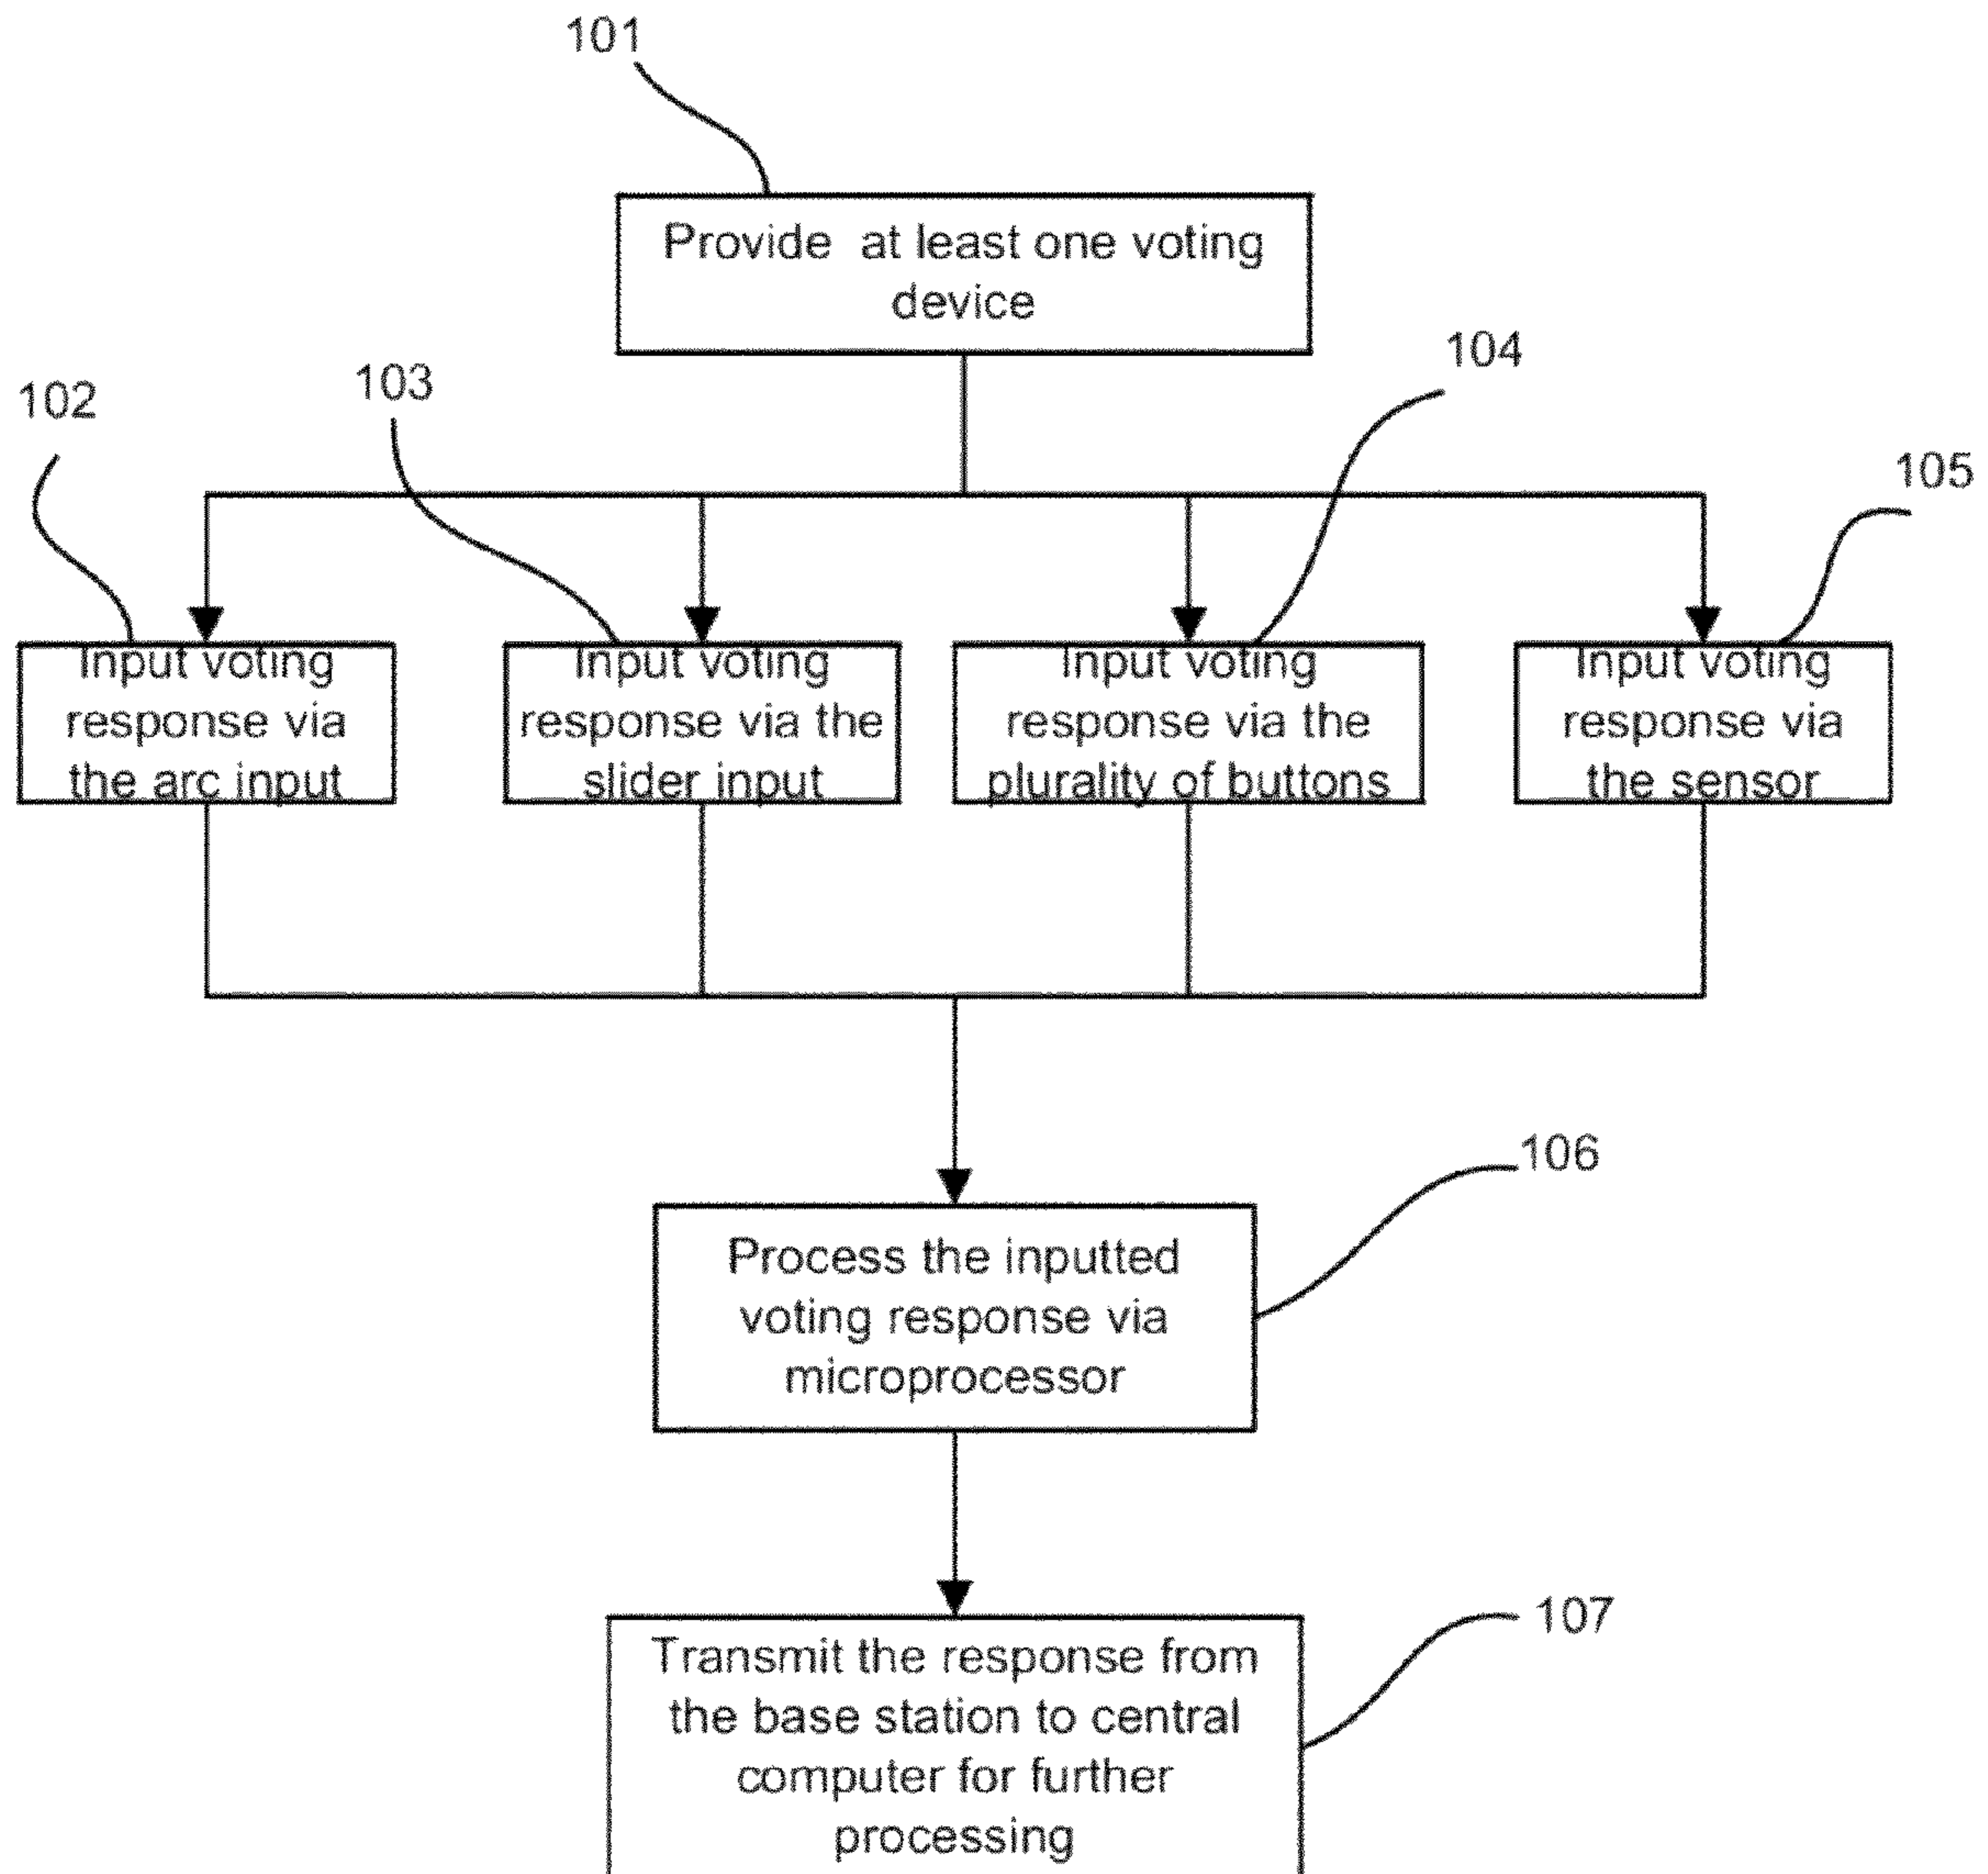 101
Provide at least one voting
device
102
103
104
105
Input voting
response via
the arc input
Input voting
response via the
slider input
Input voting
response via the
plurality of buttons
Input voting
response via
the sensor
106
Process the inputted
voting response via
microprocessor
107
Transmit the response from
the base station to central
computer for further
processing